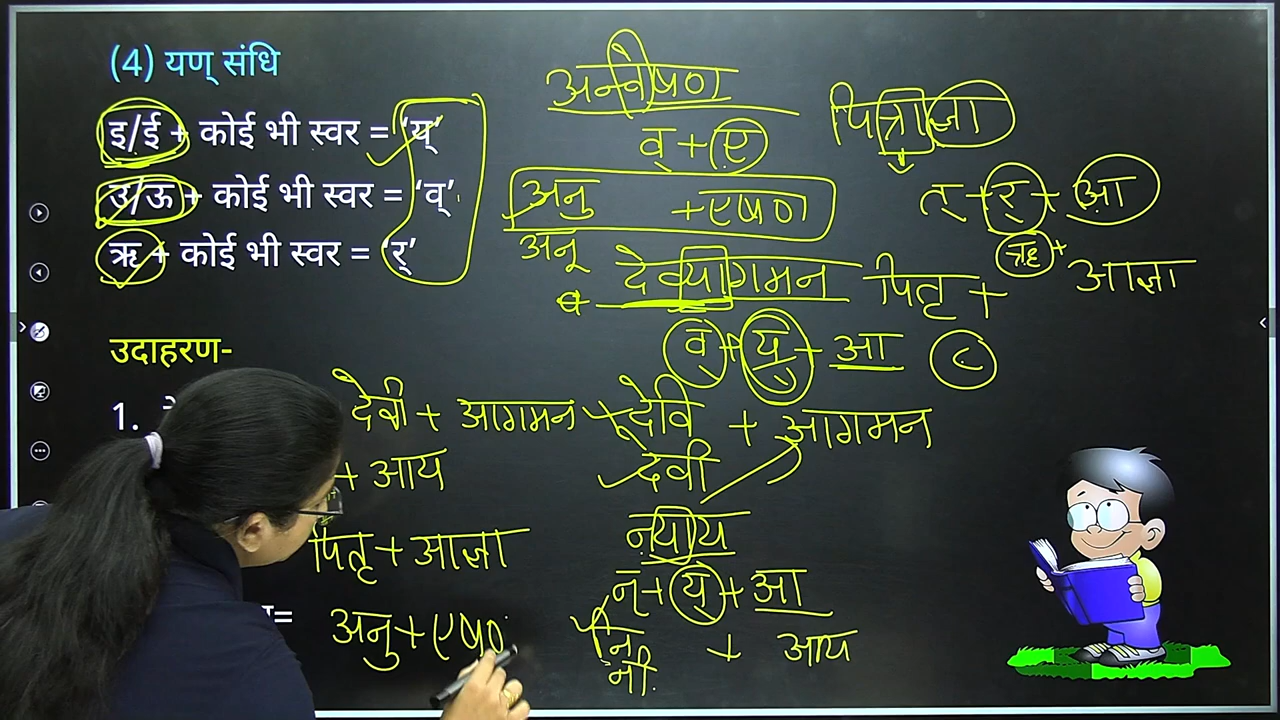 (4) यण् संधि
इ/ई + कोई भी स्वर = 'य्'
उ/ऊ + कोई भी स्वर = 'व्'
ऋ + कोई भी स्वर = 'र्'
उदाहरण-
1.
देवी + आगमन
+ आय
पितृ + आज्ञा
=
अनु + एषण
अन्वेषण
व् + ए
अनु + एषण
अनू
देव्यागमन
व् + य् + आ
देवि + आगमन
देवी
न्याय
न् + य् + आ
नि + आय
नी
पित्राज्ञा
त् + र् + आ
ऋ +
पितृ + आज्ञा